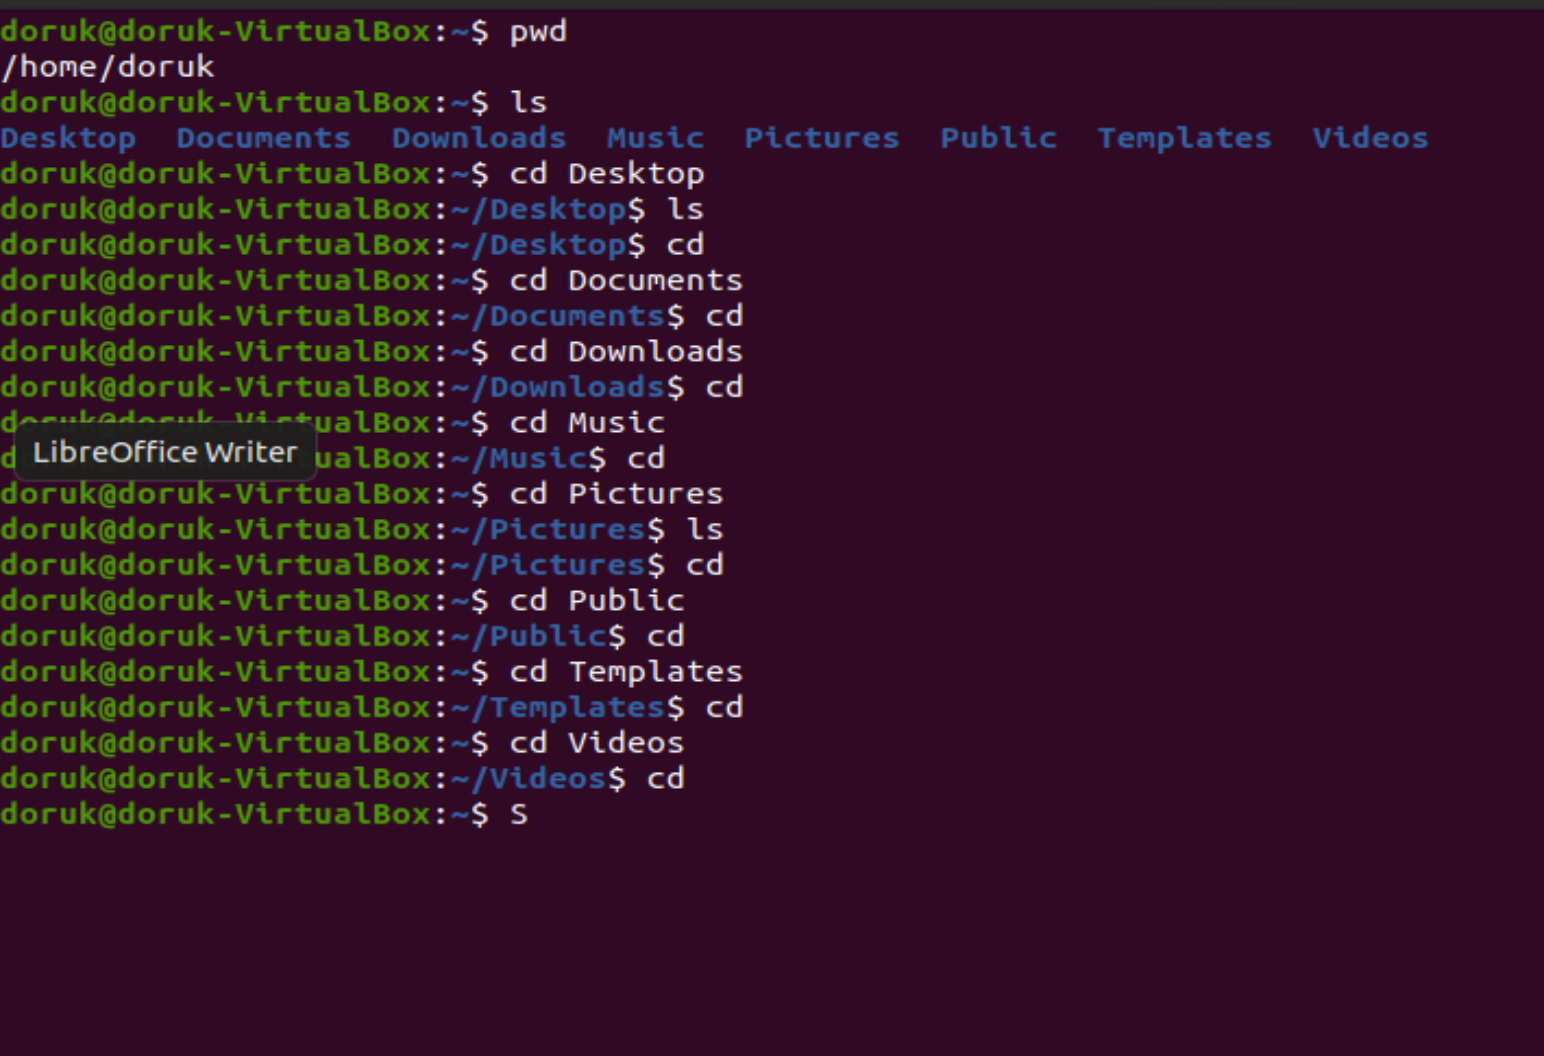 doruk@doruk-VirtualBox:~$ pwd
/home/doruk
doruk@doruk-VirtualBox:~$ ls
Desktop  Documents  Downloads  Music  Pictures  Public  Templates  Videos
doruk@doruk-VirtualBox:~$ cd Desktop
doruk@doruk-VirtualBox:~/Desktop$ ls
doruk@doruk-VirtualBox:~/Desktop$ cd
doruk@doruk-VirtualBox:~$ cd Documents
doruk@doruk-VirtualBox:~/Documents$ cd
doruk@doruk-VirtualBox:~$ cd Downloads
doruk@doruk-VirtualBox:~/Downloads$ cd
doruk@doruk-VirtualBox:~$ cd Music
LibreOffice Writer
ualBox:~/Music$ cd
doruk@doruk-VirtualBox:~$ cd Pictures
doruk@doruk-VirtualBox:~/Pictures$ ls
doruk@doruk-VirtualBox:~/Pictures$ cd
doruk@doruk-VirtualBox:~$ cd Public
doruk@doruk-VirtualBox:~/Public$ cd
doruk@doruk-VirtualBox:~$ cd Templates
doruk@doruk-VirtualBox:~/Templates$ cd
doruk@doruk-VirtualBox:~$ cd Videos
doruk@doruk-VirtualBox:~/Videos$ cd
doruk@doruk-VirtualBox:~$ S